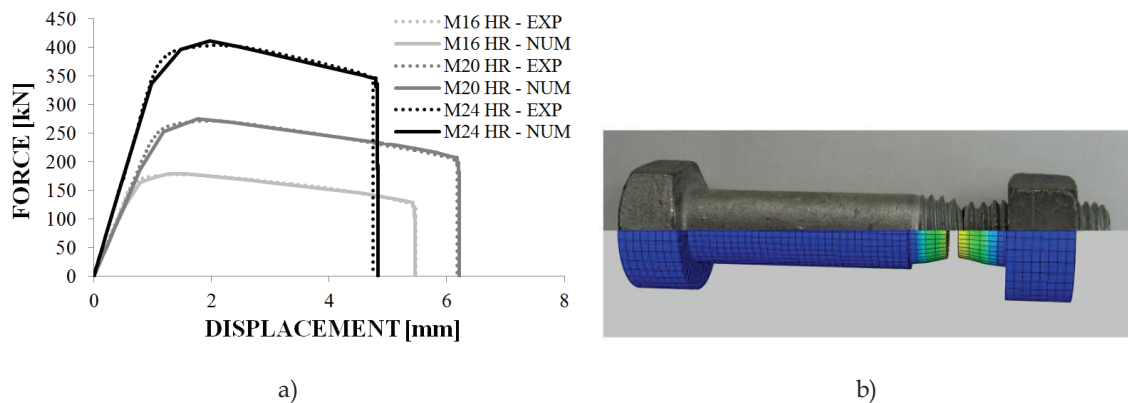 FORCE [kN]
450
400
350
300
250
200
150
100
50
0
M16 HR - EXP
M16 HR - NUM
M20 HR - EXP
M20 HR - NUM
M24 HR - EXP
M24 HR - NUM
0 2 4 6 8
DISPLACEMENT [mm]
a) b)